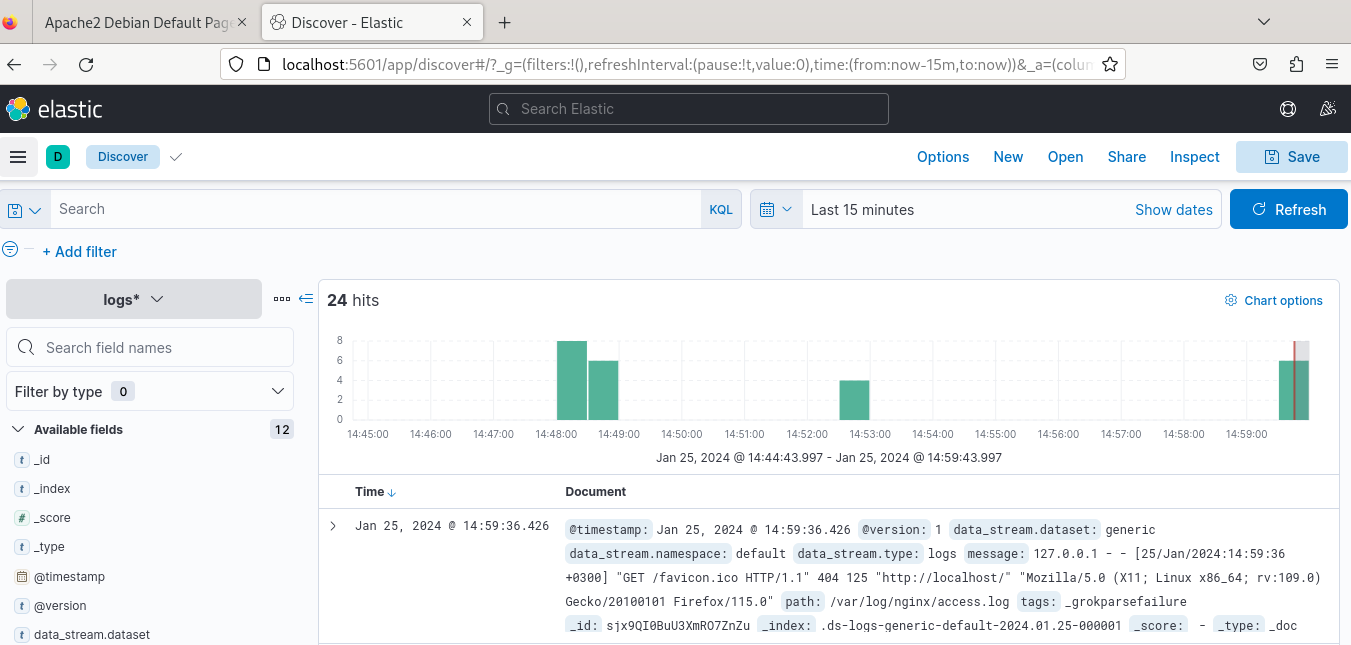 Apache2 Debian Default Page
Discover - Elastic
localhost:5601/app/discover#/?_g=(filters:!(),refreshInterval:(pause:!t,value:0),time:(from:now-15m,to:now))&_a=(colum
elastic
Search Elastic
D
Discover
Options
New
Open
Share
Inspect
Save
Search
KQL
Last 15 minutes
Show dates
Refresh
+ Add filter
logs*
24 hits
Chart options
Search field names
Filter by type 0
Available fields 12
t _id
t _index
# _score
t _type
@timestamp
t @version
t data_stream.dataset
8
6
4
2
0
14:45:00 14:46:00 14:47:00 14:48:00 14:49:00 14:50:00 14:51:00 14:52:00 14:53:00 14:54:00 14:55:00 14:56:00 14:57:00 14:58:00 14:59:00
Jan 25, 2024 @ 14:44:43.997 - Jan 25, 2024 @ 14:59:43.997
Time Document
Jan 25, 2024 @ 14:59:36.426
@timestamp: Jan 25, 2024 @ 14:59:36.426 @version: 1 data_stream.dataset: generic
data_stream.namespace: default data_stream.type: logs message: 127.0.0.1 - - [25/Jan/2024:14:59:36
+0300] "GET /favicon.ico HTTP/1.1" 404 125 "http://localhost/" "Mozilla/5.0 (X11; Linux x86_64; rv:109.0)
Gecko/20100101 Firefox/115.0" path: /var/log/nginx/access.log tags: _grokparsefailure
_id: sjx9QI0BuU3XmRO7ZnZu _index: .ds-logs-generic-default-2024.01.25-000001 _score: - _type: _doc